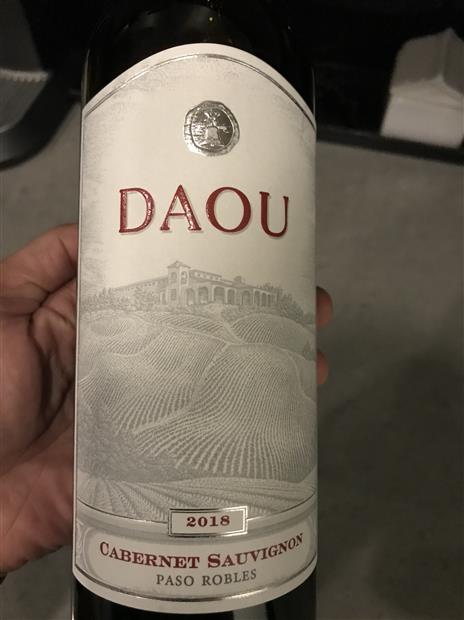 DAOU
2018
CABERNET SAUVIGNON
PASO ROBLES